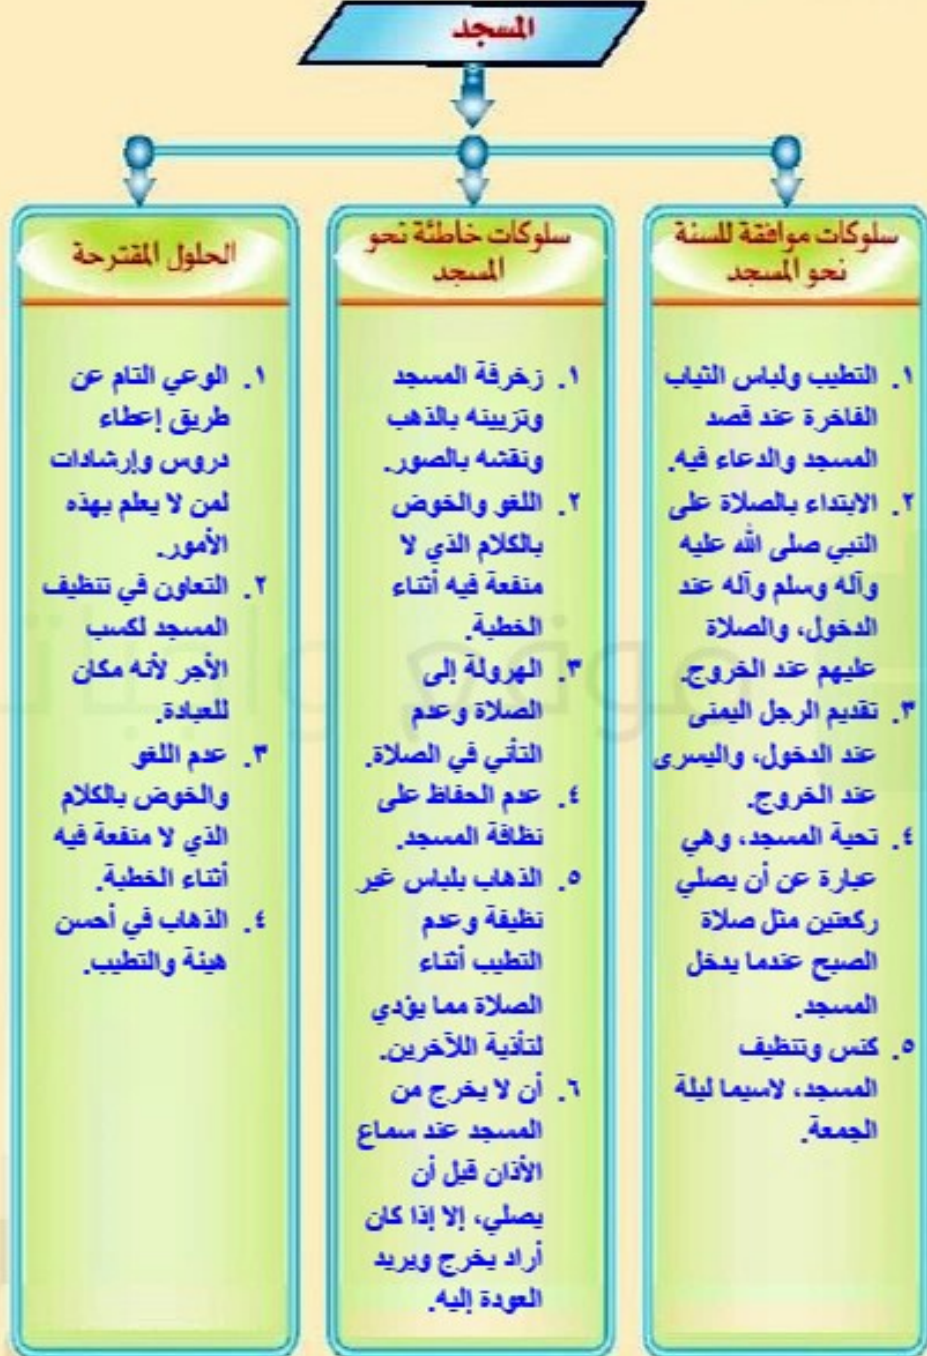 المسجد
سلوكات موافقة للسنة
نحو المسجد
١. التطيب ولباس الثياب
الفاخرة عند قصد
المسجد والدعاء فيه.
٢. الابتداء بالصلاة على
النبي صلى الله عليه
وآله وسلم وآله عند
الدخول، والصلاة
عليهم عند الخروج.
٣. تقديم الرجل اليمنى
عند الدخول، واليسرى
عند الخروج.
٤. تحية المسجد، وهي
عبارة عن أن يصلي
ركعتين مثل صلاة
الصبح عندما يدخل
المسجد.
٥. كنس وتنظيف
المسجد، لاسيما ليلة
الجمعة.
سلوكات خاطئة نحو
المسجد
١. زخرفة المسجد
وتزيينه بالذهب
ونقشه بالصور.
٢. اللغو والخوض
بالكلام الذي لا
منفعة فيه أثناء
الخطبة.
٣. الهرولة إلى
الصلاة وعدم
التأني في الصلاة.
٤. عدم الحفاظ على
نظافة المسجد.
٥. الذهاب بلباس غير
نظيفة وعدم
التطيب أثناء
الصلاة مما يؤدي
لتأذية اللآخرين.
٦. أن لا يخرج من
المسجد عند سماع
الأذان قبل أن
يصلي، إلا إذا كان
أراد يخرج ويريد
العودة إليه.
الحلول المقترحة
١. الوعي التام عن
طريق إعطاء
دروس وإرشادات
لمن لا يعلم بهذه
الأمور.
٢. التعاون في تنظيف
المسجد لكسب
الأجر لأنه مكان
للعبادة.
٣. عدم اللغو
والخوض بالكلام
الذي لا منفعة فيه
أثناء الخطبة.
٤. الذهاب في أحسن
هيئة والتطيب.
موقع واجبات